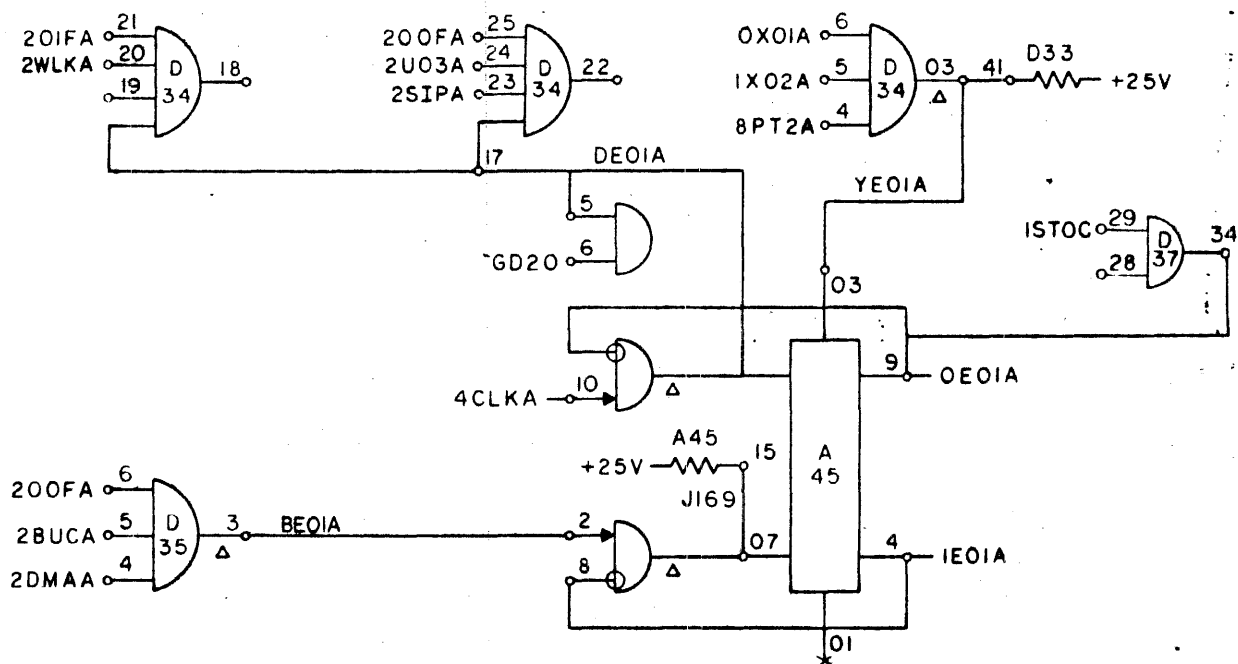 201FA 21
2WLKA 20
19
D
34
18
200FA 25
2U03A 24
2SIPA 23
D
34
22
0X01A 6
1X02A 5
8PT2A 4
D
34
03
Δ
41
D33
+25V
17
DE01A
YE01A
5
6
GD20
1STOC 29
28
D
37
34
03
4CLKA 10
Δ
9
0E01A
A45
+25V
15
J169
A
45
200FA 6
2BUCA 5
2DMAA 4
D
35
3
Δ
BE01A
2
8
Δ
07
4
1E01A
01